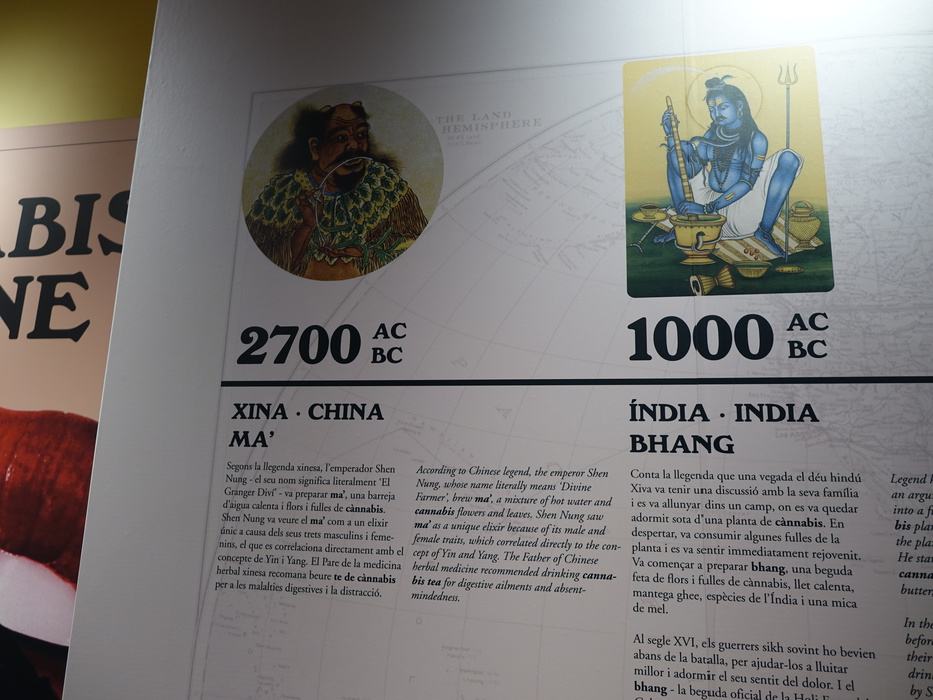 ABIS
NE
THE LAND
HEMISPHERE
2700 AC
BC
1000 AC
BC
XINA · CHINA
MA'
Segons la llegenda xinesa, l'emperador Shen
Nung - el seu nom significa literalment 'El
Granger Diví' - va preparar ma', una barreja
d'aigua calenta i flors i fulles de cànnabis.
Shen Nung va veure el ma' com a un elixir
únic a causa dels seus trets masculins i feme-
nins, el que es correlaciona directament amb el
concepte de Yin i Yang. El Pare de la medicina
herbal xinesa recomana beure te de cànnabis
per a les malalties digestives i la distracció.
According to Chinese legend, the emperor Shen
Nung, whose name literally means 'Divine
Farmer', brew ma', a mixture of hot water and
cannabis flowers and leaves. Shen Nung saw
ma' as a unique elixir because of its male and
female traits, which correlated directly to the con-
cept of Yin and Yang. The Father of Chinese
herbal medicine recommended drinking canna-
bis tea for digestive ailments and absent-
mindedness.
ÍNDIA · INDIA
BHANG
Conta la llegenda que una vegada el déu hindú
Xiva va tenir una discussió amb la seva família
i es va allunyar dins un camp, on es va quedar
adormit sota d'una planta de cànnabis. En
despertar, va consumir algunes fulles de la
planta i es va sentir immediatament rejovenit.
Va començar a preparar bhang, una beguda
feta de flors i fulles de cànnabis, llet calenta,
mantega ghee, espècies de l'Índia i una mica
de mel.
Al segle XVI, els guerrers sikh sovint ho bevien
abans de la batalla, per ajudar-los a lluitar
millor i adormir el seu sentit del dolor. I el
bhang - la beguda oficial de la Holi
Legend
an argu
into a fi
bis plan
the pla
He star
canna
butter,
In the
before
their
drin
by S